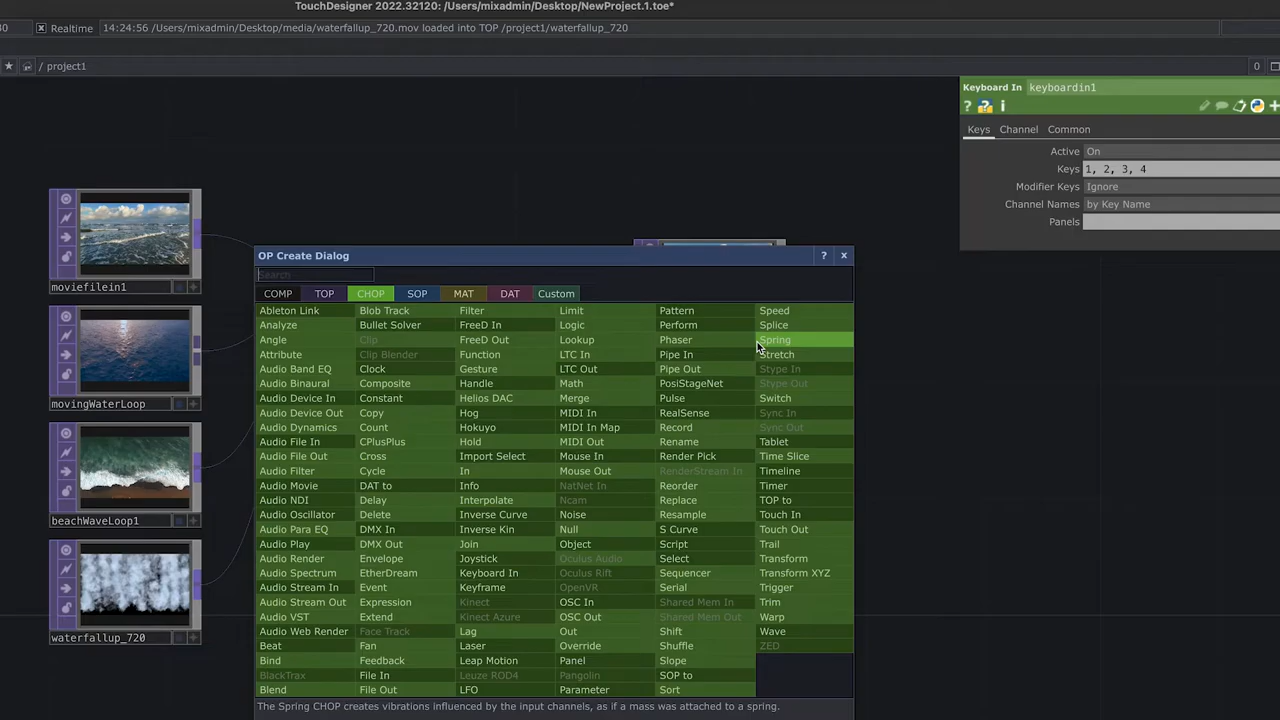 TouchDesigner 2022.32120: /Users/mixadmin/Desktop/NewProject.1.toe*
30 Realtime 14:24:56 /Users/mixadmin/Desktop/media/waterfallup_720.mov loaded into TOP /project1/waterfallup_720
/ project1 0
Keyboard In keyboardin1
? ? i
Keys Channel Common
Active On
Keys 1, 2, 3, 4
Modifier Keys Ignore
Channel Names by Key Name
Panels
moviefilein1
movingWaterLoop
beachWaveLoop1
waterfallup_720
OP Create Dialog ? ×
Search
COMP TOP CHOP SOP MAT DAT Custom
Ableton Link Blob Track Filter Limit Pattern Speed
Analyze Bullet Solver FreeD In Logic Perform Splice
Angle Clip FreeD Out Lookup Phaser Spring
Attribute Clip Blender Function LTC In Pipe In Stretch
Audio Band EQ Clock Gesture LTC Out Pipe Out Stype In
Audio Binaural Composite Handle Math PosiStageNet Stype Out
Audio Device In Constant Helios DAC Merge Pulse Switch
Audio Device Out Copy Hog MIDI In RealSense Sync In
Audio Dynamics Count Hokuyo MIDI In Map Record Sync Out
Audio File In CPlusPlus Hold MIDI Out Rename Tablet
Audio File Out Cross Import Select Mouse In Render Pick Time Slice
Audio Filter Cycle In Mouse Out RenderStream In Timeline
Audio Movie DAT to Info NatNet In Reorder Timer
Audio NDI Delay Interpolate Ncam Replace TOP to
Audio Oscillator Delete Inverse Curve Noise Resample Touch In
Audio Para EQ DMX In Inverse Kin Null S Curve Touch Out
Audio Play DMX Out Join Object Script Trail
Audio Render Envelope Joystick Oculus Audio Select Transform
Audio Spectrum EtherDream Keyboard In Oculus Rift Sequencer Transform XYZ
Audio Stream In Event Keyframe OpenVR Serial Trigger
Audio Stream Out Expression Kinect OSC In Shared Mem In Trim
Audio VST Extend Kinect Azure OSC Out Shared Mem Out Warp
Audio Web Render Face Track Lag Out Shift Wave
Beat Fan Laser Override Shuffle ZED
Bind Feedback Leap Motion Panel Slope
BlackTrax File In Leuze ROD4 Pangolin SOP to
Blend File Out LFO Parameter Sort
The Spring CHOP creates vibrations influenced by the input channels, as if a mass was attached to a spring.